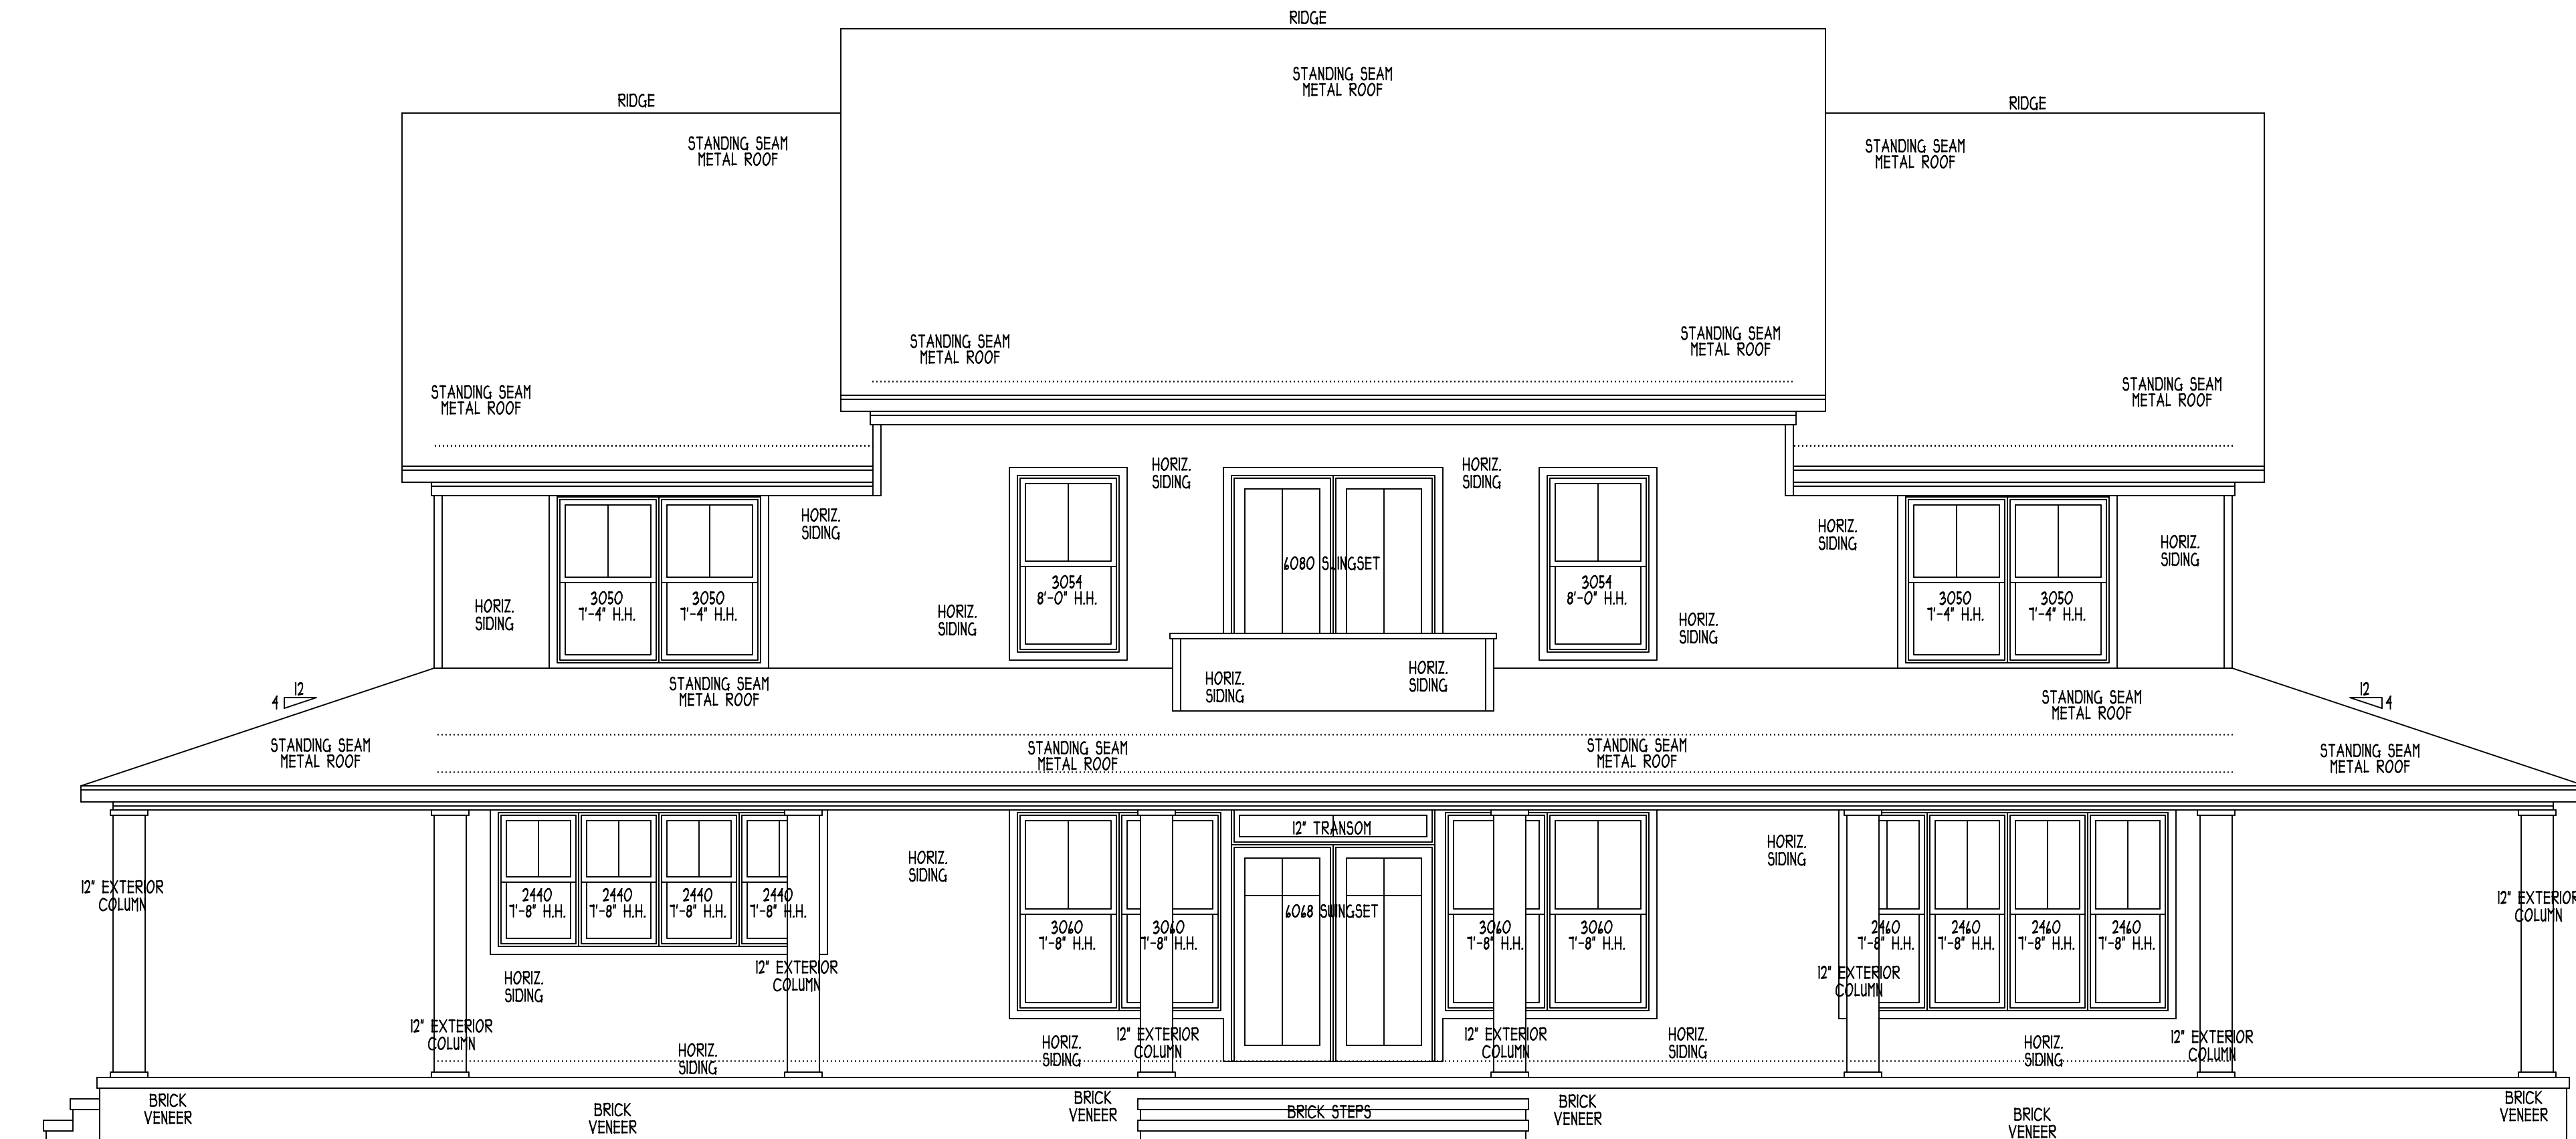 RIDGE
STANDING SEAM
METAL ROOF
RIDGE
RIDGE
STANDING SEAM
METAL ROOF
STANDING SEAM
METAL ROOF
STANDING SEAM
METAL ROOF
STANDING SEAM
METAL ROOF
STANDING SEAM
METAL ROOF
STANDING SEAM
METAL ROOF
HORIZ.
SIDING
HORIZ.
SIDING
HORIZ.
SIDING
HORIZ.
SIDING
HORIZ.
SIDING
6080 SWINGSET
3054
8'-0" H.H.
3054
8'-0" H.H.
3050
7'-4" H.H.
3050
7'-4" H.H.
3050
7'-4" H.H.
3050
7'-4" H.H.
HORIZ.
SIDING
HORIZ.
SIDING
HORIZ.
SIDING
HORIZ.
SIDING
HORIZ.
SIDING
12
4
STANDING SEAM
METAL ROOF
STANDING SEAM
METAL ROOF
12
4
STANDING SEAM
METAL ROOF
STANDING SEAM
METAL ROOF
STANDING SEAM
METAL ROOF
STANDING SEAM
METAL ROOF
12" TRANSOM
HORIZ.
SIDING
HORIZ.
SIDING
12" EXTERIOR
COLUMN
2440
7'-8" H.H.
2440
7'-8" H.H.
2440
7'-8" H.H.
2440
7'-8" H.H.
6068 SWINGSET
12" EXTERIOR
COLUMN
3060
7'-8" H.H.
3060
7'-8" H.H.
3060
7'-8" H.H.
3060
7'-8" H.H.
2460
7'-8" H.H.
2460
7'-8" H.H.
2460
7'-8" H.H.
2460
7'-8" H.H.
12" EXTERIOR
COLUMN
12" EXTERIOR
COLUMN
HORIZ.
SIDING
12" EXTERIOR
COLUMN
HORIZ.
SIDING
HORIZ.
SIDING
12" EXTERIOR
COLUMN
12" EXTERIOR
COLUMN
HORIZ.
SIDING
HORIZ.
SIDING
12" EXTERIOR
COLUMN
BRICK
VENEER
BRICK
VENEER
BRICK
VENEER
BRICK STEPS
BRICK
VENEER
BRICK
VENEER
BRICK
VENEER